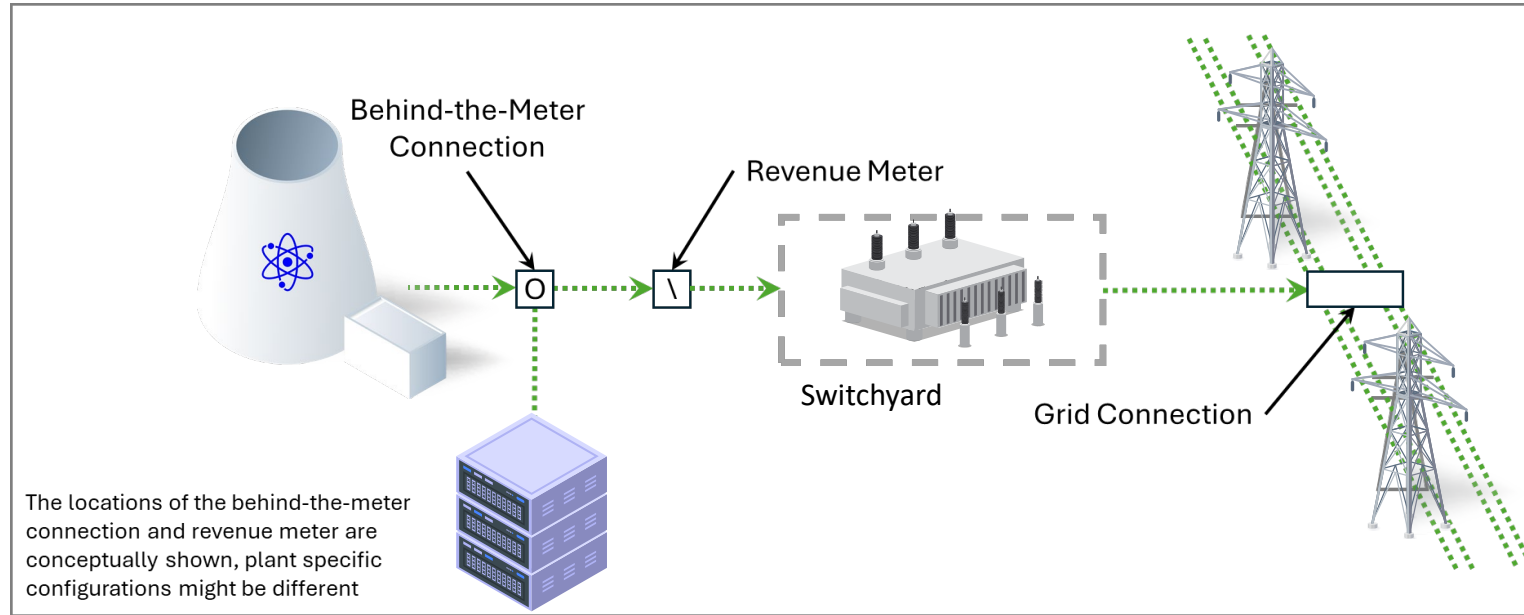 Behind-the-Meter
Connection
Revenue Meter
O
\
Switchyard
Grid Connection
The locations of the behind-the-meter
connection and revenue meter are
conceptually shown, plant specific
configurations might be different